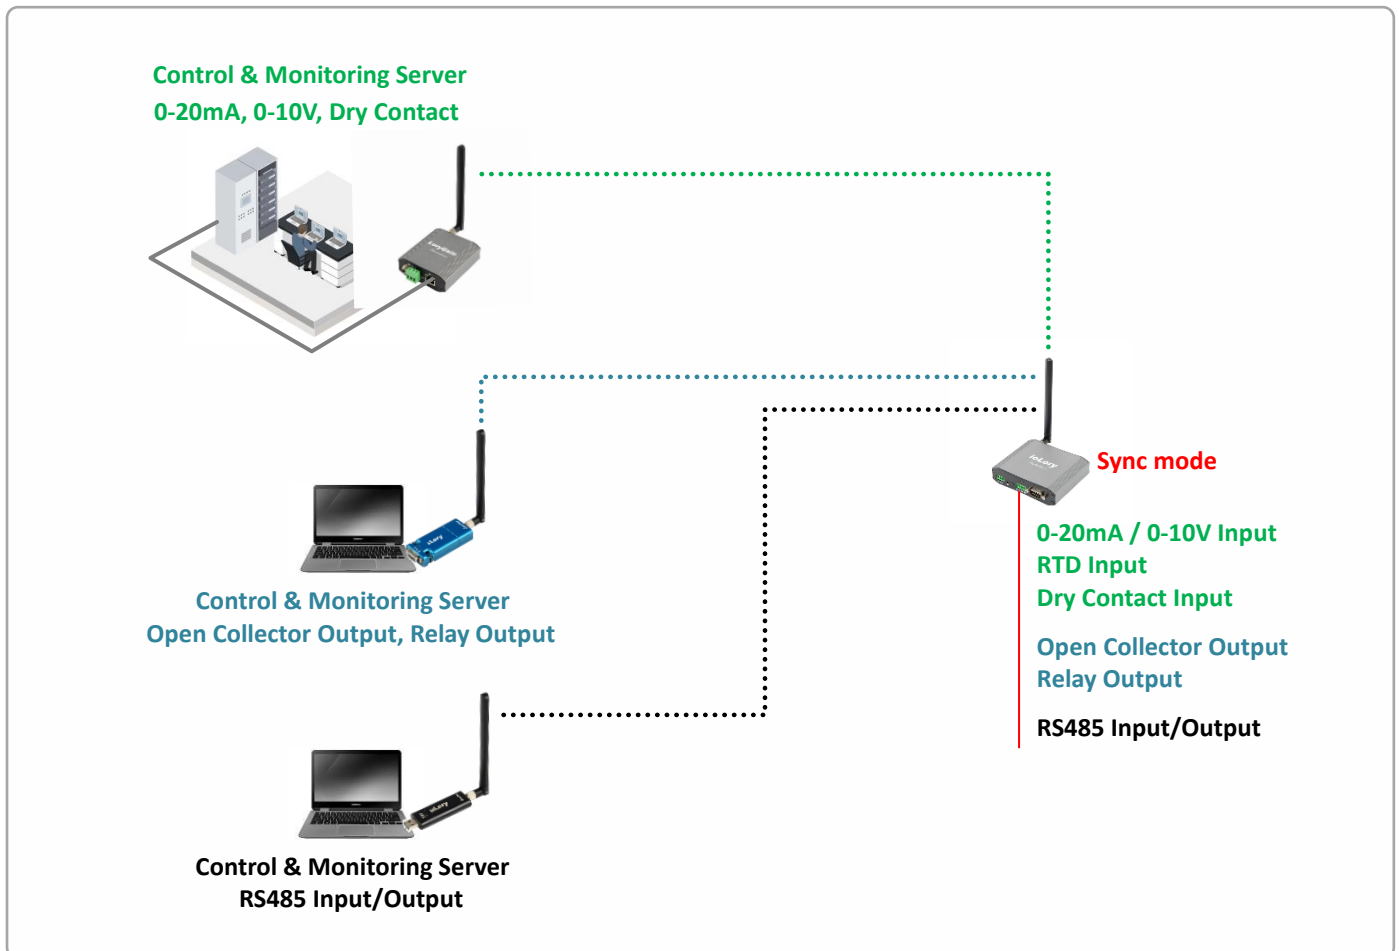 Control & Monitoring Server
0-20mA, 0-10V, Dry Contact
Sync mode
0-20mA / 0-10V Input
RTD Input
Dry Contact Input
Open Collector Output
Relay Output
RS485 Input/Output
Control & Monitoring Server
Open Collector Output, Relay Output
Control & Monitoring Server
RS485 Input/Output